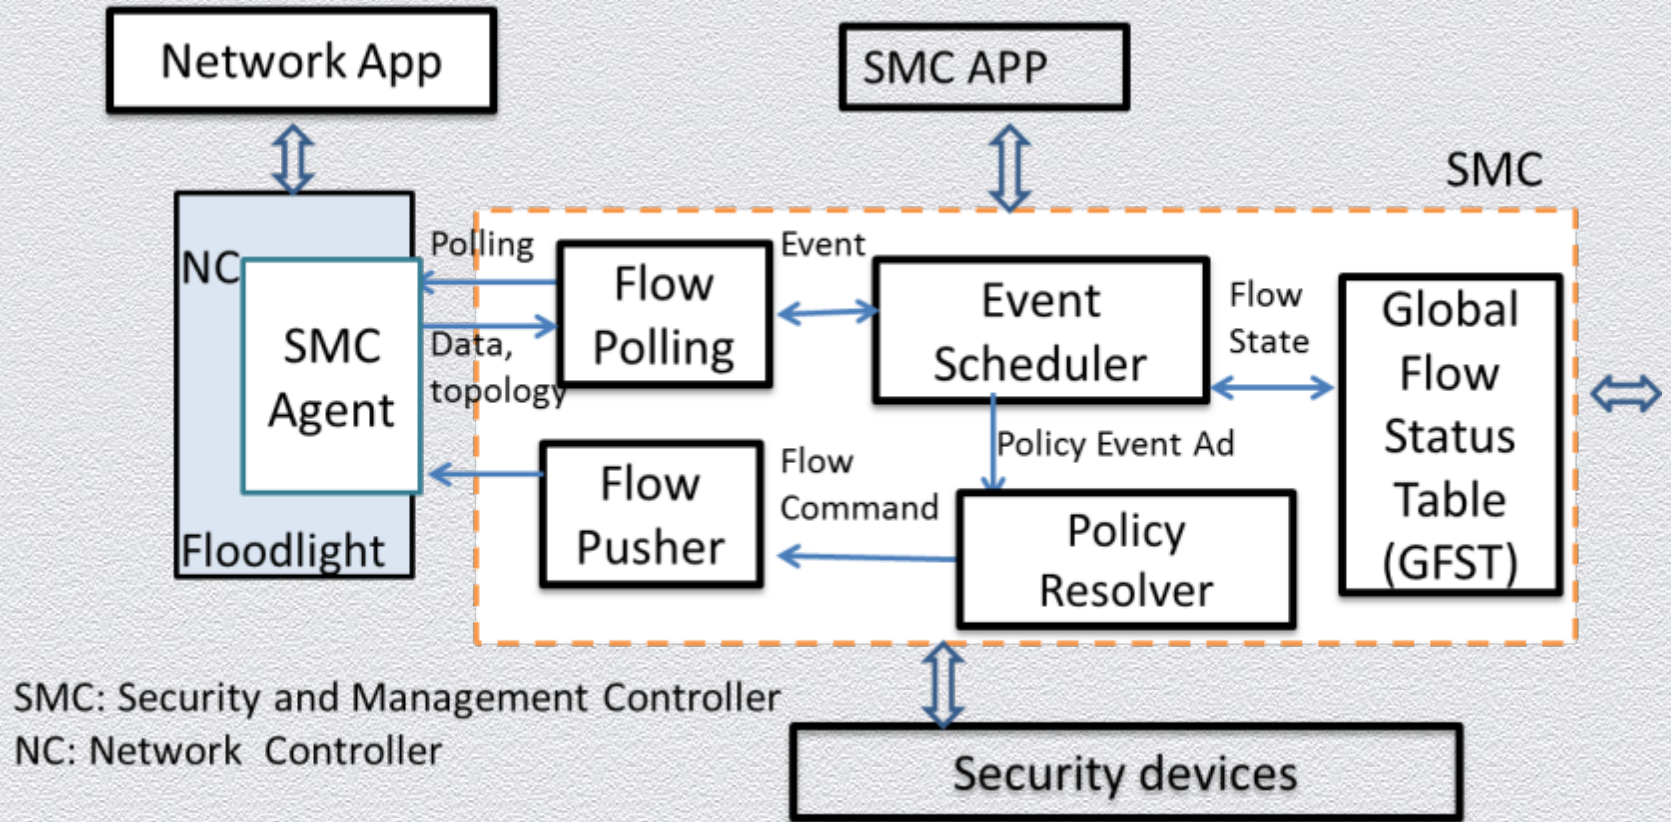 Network App
SMC APP
SMC
NC
Polling
Flow
Polling
Event
Event
Scheduler
Flow
State
Global
Flow
Status
Table
(GFST)
SMC
Agent
Data,
topology
Policy Event Ad
Flow
Pusher
Flow
Command
Policy
Resolver
Floodlight
SMC: Security and Management Controller
NC: Network Controller
Security devices